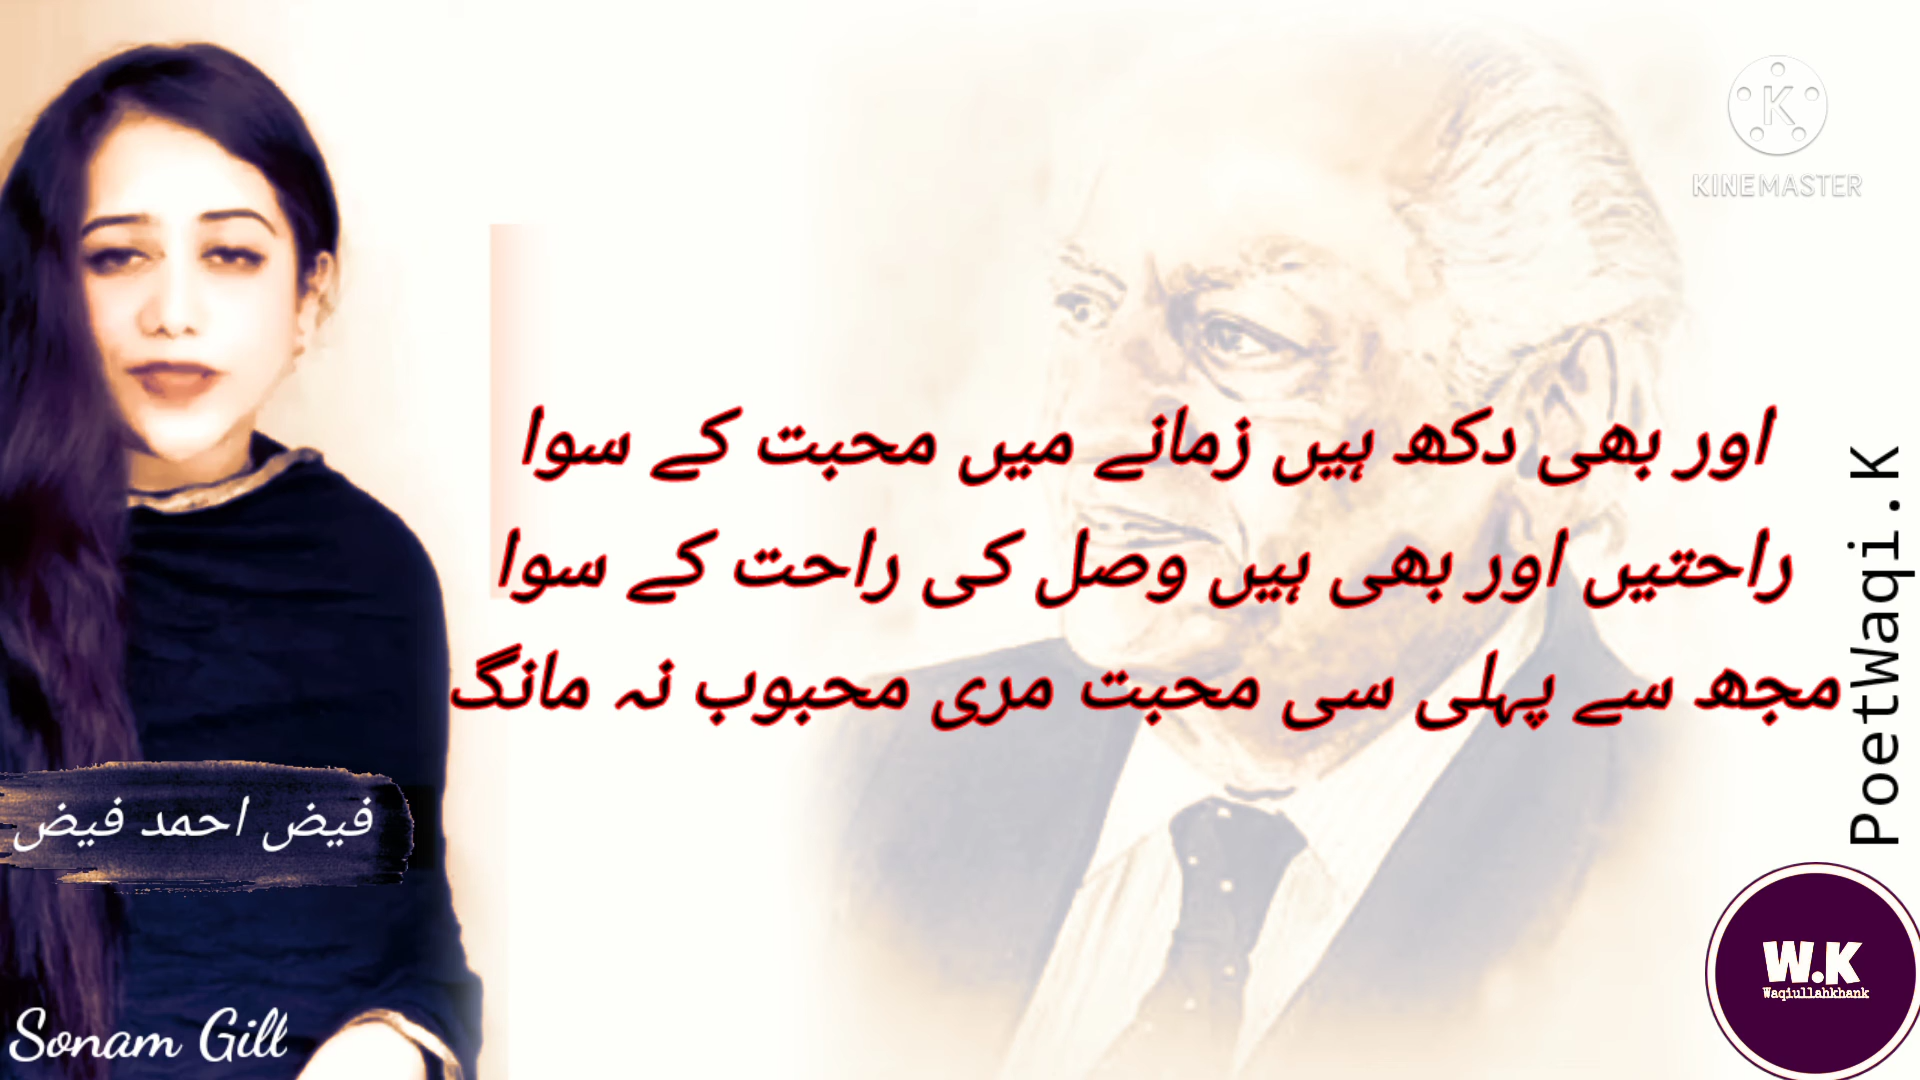 KINEMASTER
اور بھی دکھ ہیں زمانے میں محبت کے سوا
راحتیں اور بھی ہیں وصل کی راحت کے سوا
مجھ سے پہلی سی محبت مری محبوب نہ مانگ
PoetWaqi.K
فیض احمد فیض
W.K
Waqiullahkhank
Sonam Gill